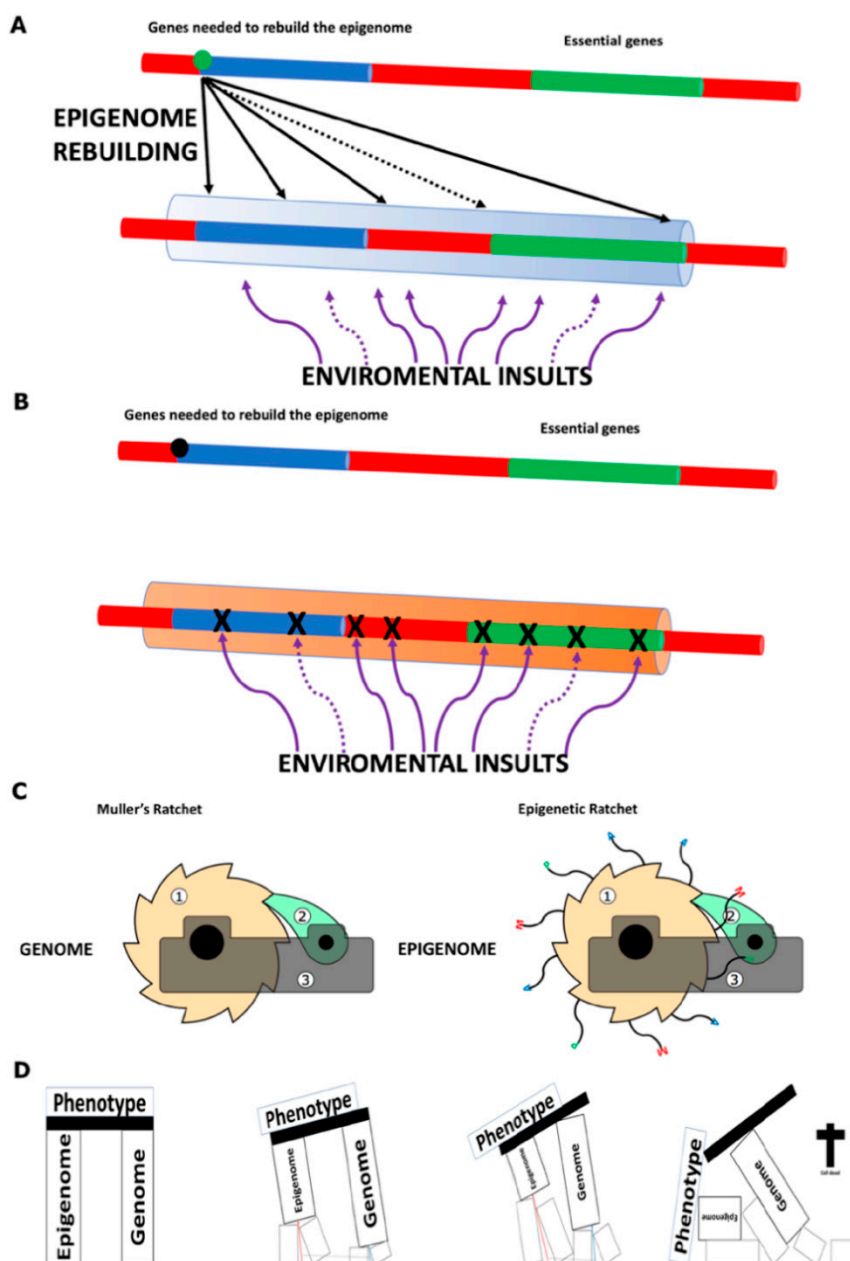 A
Genes needed to rebuild the epigenome
Essential genes
EPIGENOME
REBUILDING
ENVIROMENTAL INSULTS
B
Genes needed to rebuild the epigenome
Essential genes
X X X X X X X X
ENVIROMENTAL INSULTS
C
Muller's Ratchet
Epigenetic Ratchet
GENOME
1
2
3
EPIGENOME
1
2
3
D
Phenotype
Epigenome
Genome
Phenotype
Epigenome
Genome
Phenotype
Epigenome
Genome
Phenotype
Epigenome
Genome
Cell dead